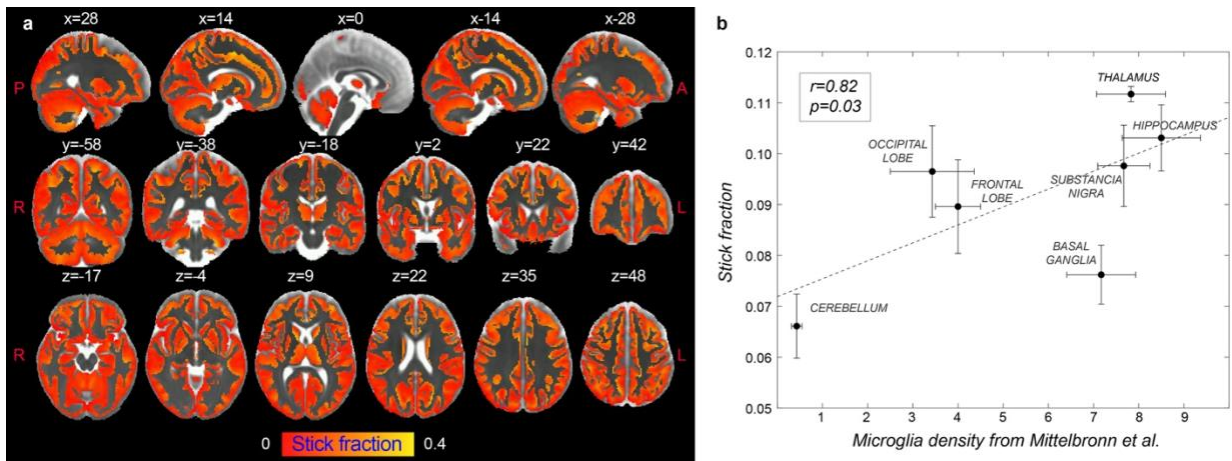 a
x=28 x=14 x=0 x-14 x-28
P A
y=-58 y=-38 y=-18 y=2 y=22 y=42
R L
z=-17 z=-4 z=9 z=22 z=35 z=48
R L
0 Stick fraction 0.4
b
0.12
0.11
0.10
0.09
0.08
0.07
0.06
0.05
Stick fraction
r=0.82
p=0.03
THALAMUS
HIPPOCAMPUS
OCCIPITAL
LOBE
FRONTAL
LOBE
SUBSTANCIA
NIGRA
BASAL
GANGLIA
CEREBELLUM
1 2 3 4 5 6 7 8 9
Microglia density from Mittelbronn et al.